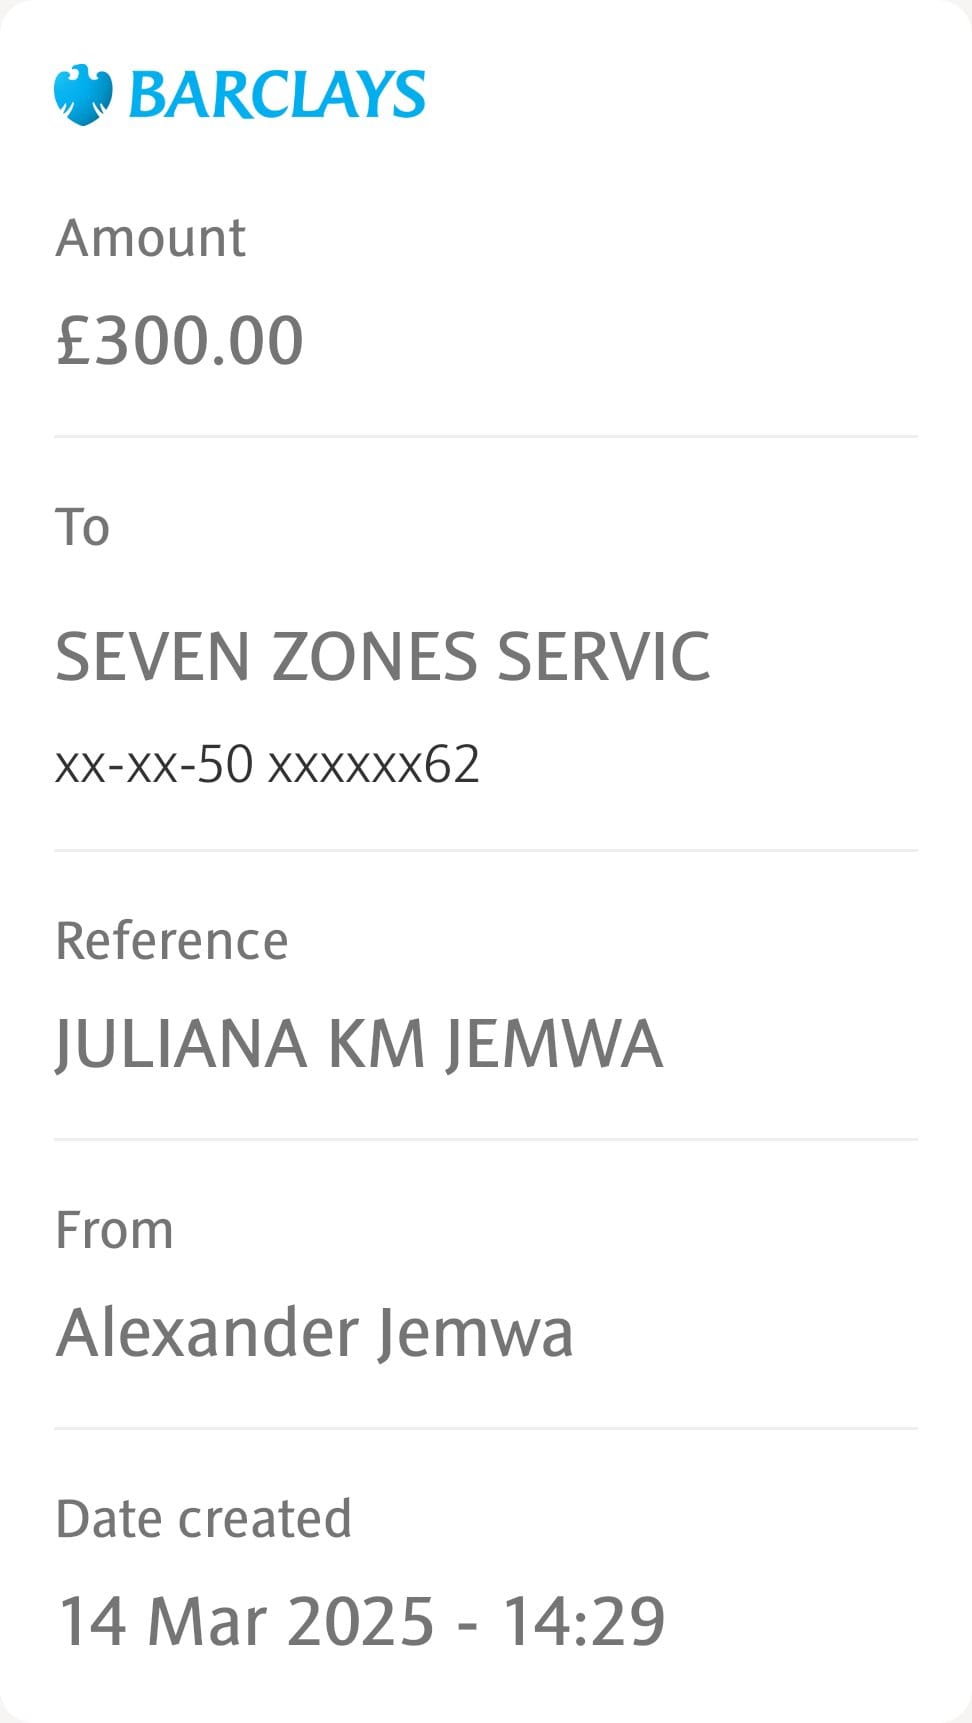 BARCLAYS
Amount
£300.00
To
SEVEN ZONES SERVIC
xx-xx-50 xxxxxx62
Reference
JULIANA KM JEMWA
From
Alexander Jemwa
Date created
14 Mar 2025 - 14:29